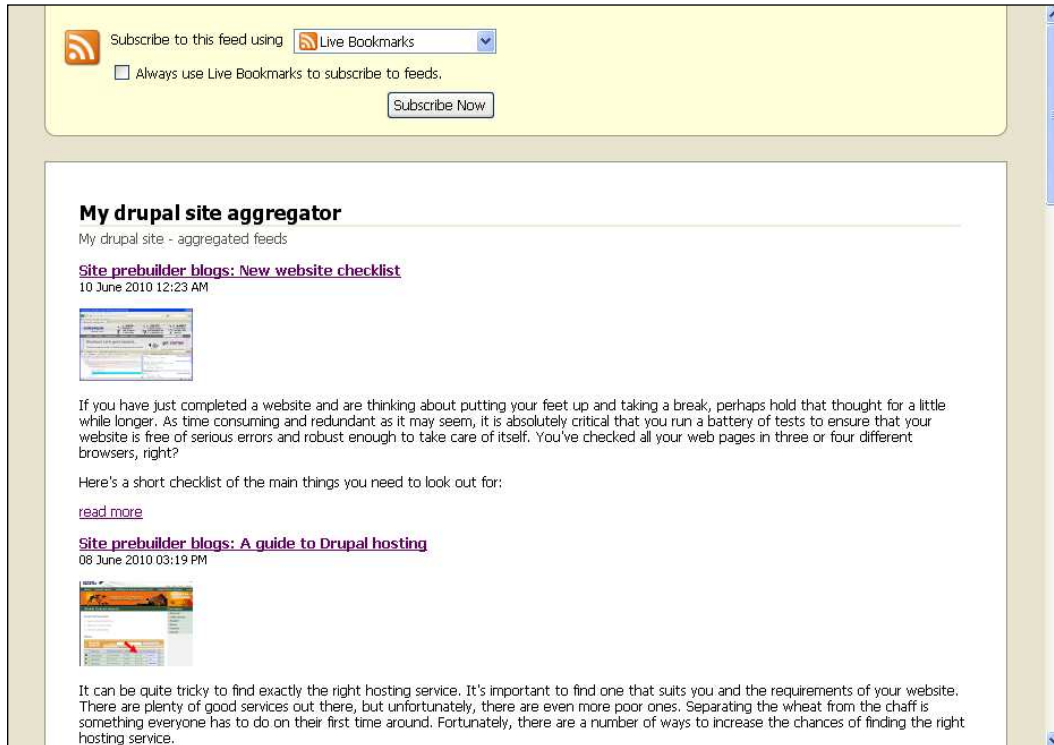 Subscribe to this feed using Live Bookmarks
Always use Live Bookmarks to subscribe to feeds.
Subscribe Now
My drupal site aggregator
My drupal site - aggregated feeds
Site prebuilder blogs: New website checklist
10 June 2010 12:23 AM
If you have just completed a website and are thinking about putting your feet up and taking a break, perhaps hold that thought for a little
while longer. As time consuming and redundant as it may seem, it is absolutely critical that you run a battery of tests to ensure that your
website is free of serious errors and robust enough to take care of itself. You've checked all your web pages in three or four different
browsers, right?
Here's a short checklist of the main things you need to look out for:
read more
Site prebuilder blogs: A guide to Drupal hosting
08 June 2010 03:19 PM
It can be quite tricky to find exactly the right hosting service. It's important to find one that suits you and the requirements of your website.
There are plenty of good services out there, but unfortunately, there are even more poor ones. Separating the wheat from the chaff is
something everyone has to do on their first time around. Fortunately, there are a number of ways to increase the chances of finding the right
hosting service.